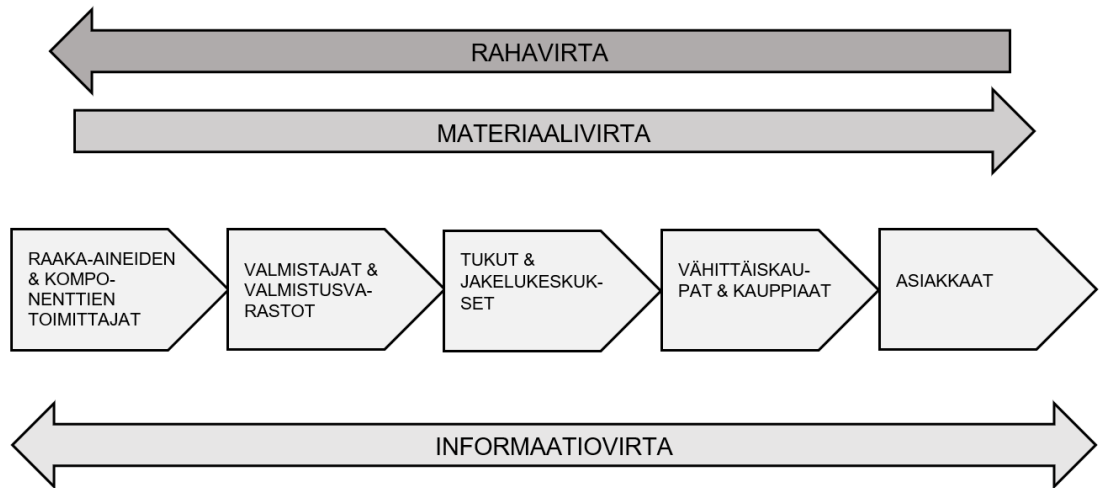 RAHAVIRTA
MATERIAALIVIRTA
RAAKA-AINEIDEN
& KOMPO-
NENTTIEN
TOIMITTAJAT
VALMISTAJAT &
VALMISTUSVA-
RASTOT
TUKUT &
JAKELUKESKUK-
SET
VÄHITTÄISKAU-
PAT & KAUPPIAAT
ASIAKKAAT
INFORMAATIOVIRTA